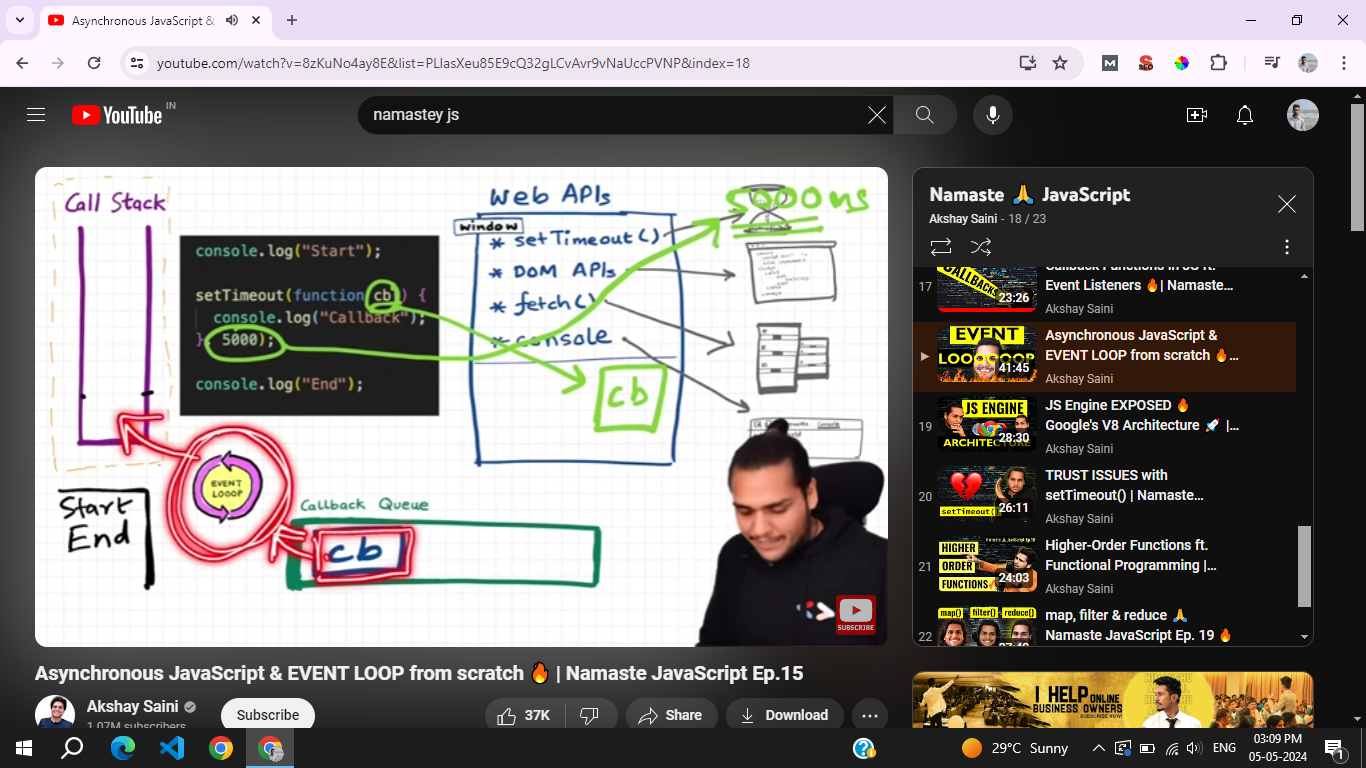 Asynchronous JavaScript &
youtube.com/watch?v=8zKuNo4ay8E&list=PLlasXeu85E9cQ32gLCvAvr9vNaUccPVNP&index=18
YouTube IN
namastey js
Call Stack
console.log("Start");
setTimeout(function cb() {
console.log("Callback");
}, 5000);
console.log("End");
Web APIs
window
* setTimeout()
* DOM APIs
* fetch()
* console
cb
5000ms
EVENT
LOOOP
Start
End
Callback Queue
cb
SUBSCRIBE
Namaste 🙏 JavaScript
Akshay Saini - 18 / 23
17
CALLBACKS
23:26
Callback Functions in JS ft.
Event Listeners 🔥| Namaste...
Akshay Saini
EVENT
LOOP
41:45
Asynchronous JavaScript &
EVENT LOOP from scratch 🔥...
Akshay Saini
19
JS ENGINE
ARCHITECTURE
28:30
JS Engine EXPOSED 🔥
Google's V8 Architecture 🚀 |...
Akshay Saini
20
setTimeout()
26:11
TRUST ISSUES with
setTimeout() | Namaste...
Akshay Saini
21
HIGHER
ORDER
FUNCTIONS
24:03
Higher-Order Functions ft.
Functional Programming |...
Akshay Saini
22
map() filter() reduce()
map, filter & reduce 🙏
Namaste JavaScript Ep. 19 🔥
Asynchronous JavaScript & EVENT LOOP from scratch 🔥 | Namaste JavaScript Ep.15
Akshay Saini
1.07M subscribers
Subscribe
37K
Share
Download
I HELP ONLINE
BUSINESS OWNERS
SUBSCRIBE NOW!
29°C Sunny
ENG
03:09 PM
05-05-2024
1